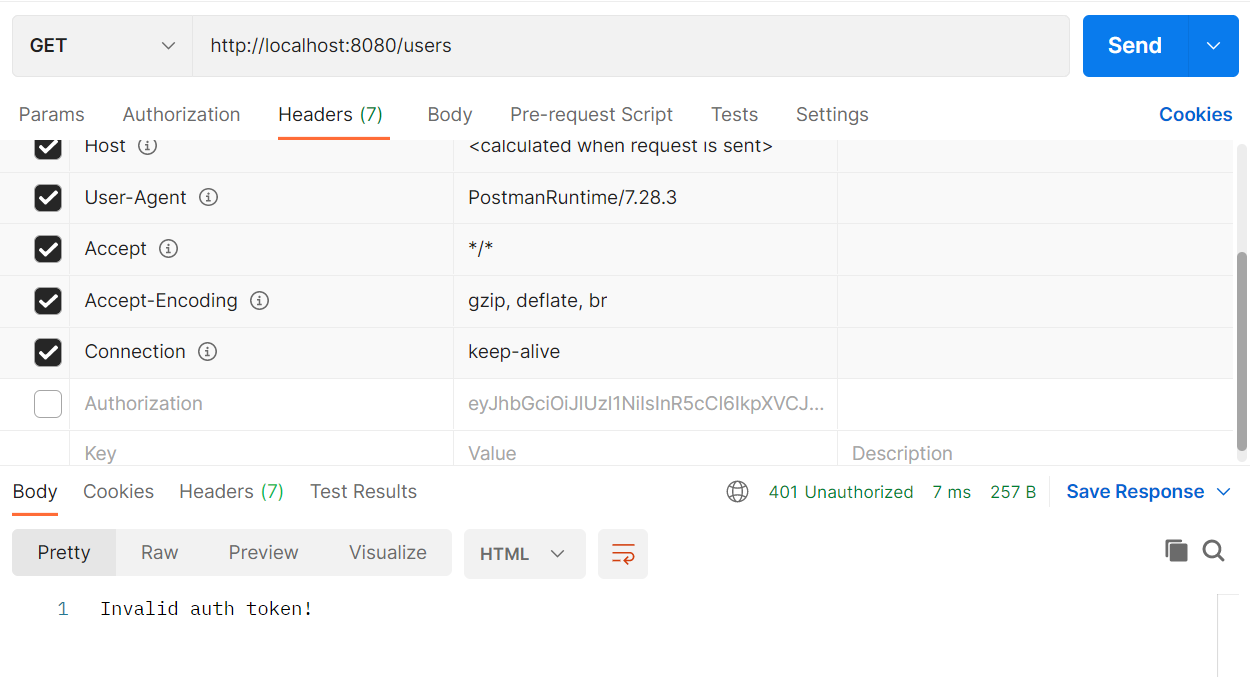 GET http://localhost:8080/users Send
Params Authorization Headers (7) Body Pre-request Script Tests Settings Cookies
Host <calculated when request is sent>
User-Agent PostmanRuntime/7.28.3
Accept */*
Accept-Encoding gzip, deflate, br
Connection keep-alive
Authorization eyJhbGciOiJIUzI1NiIsInR5cCI6IkpXVCJ...
Key Value Description
Body Cookies Headers (7) Test Results 401 Unauthorized 7 ms 257 B Save Response
Pretty Raw Preview Visualize HTML
1 Invalid auth token!